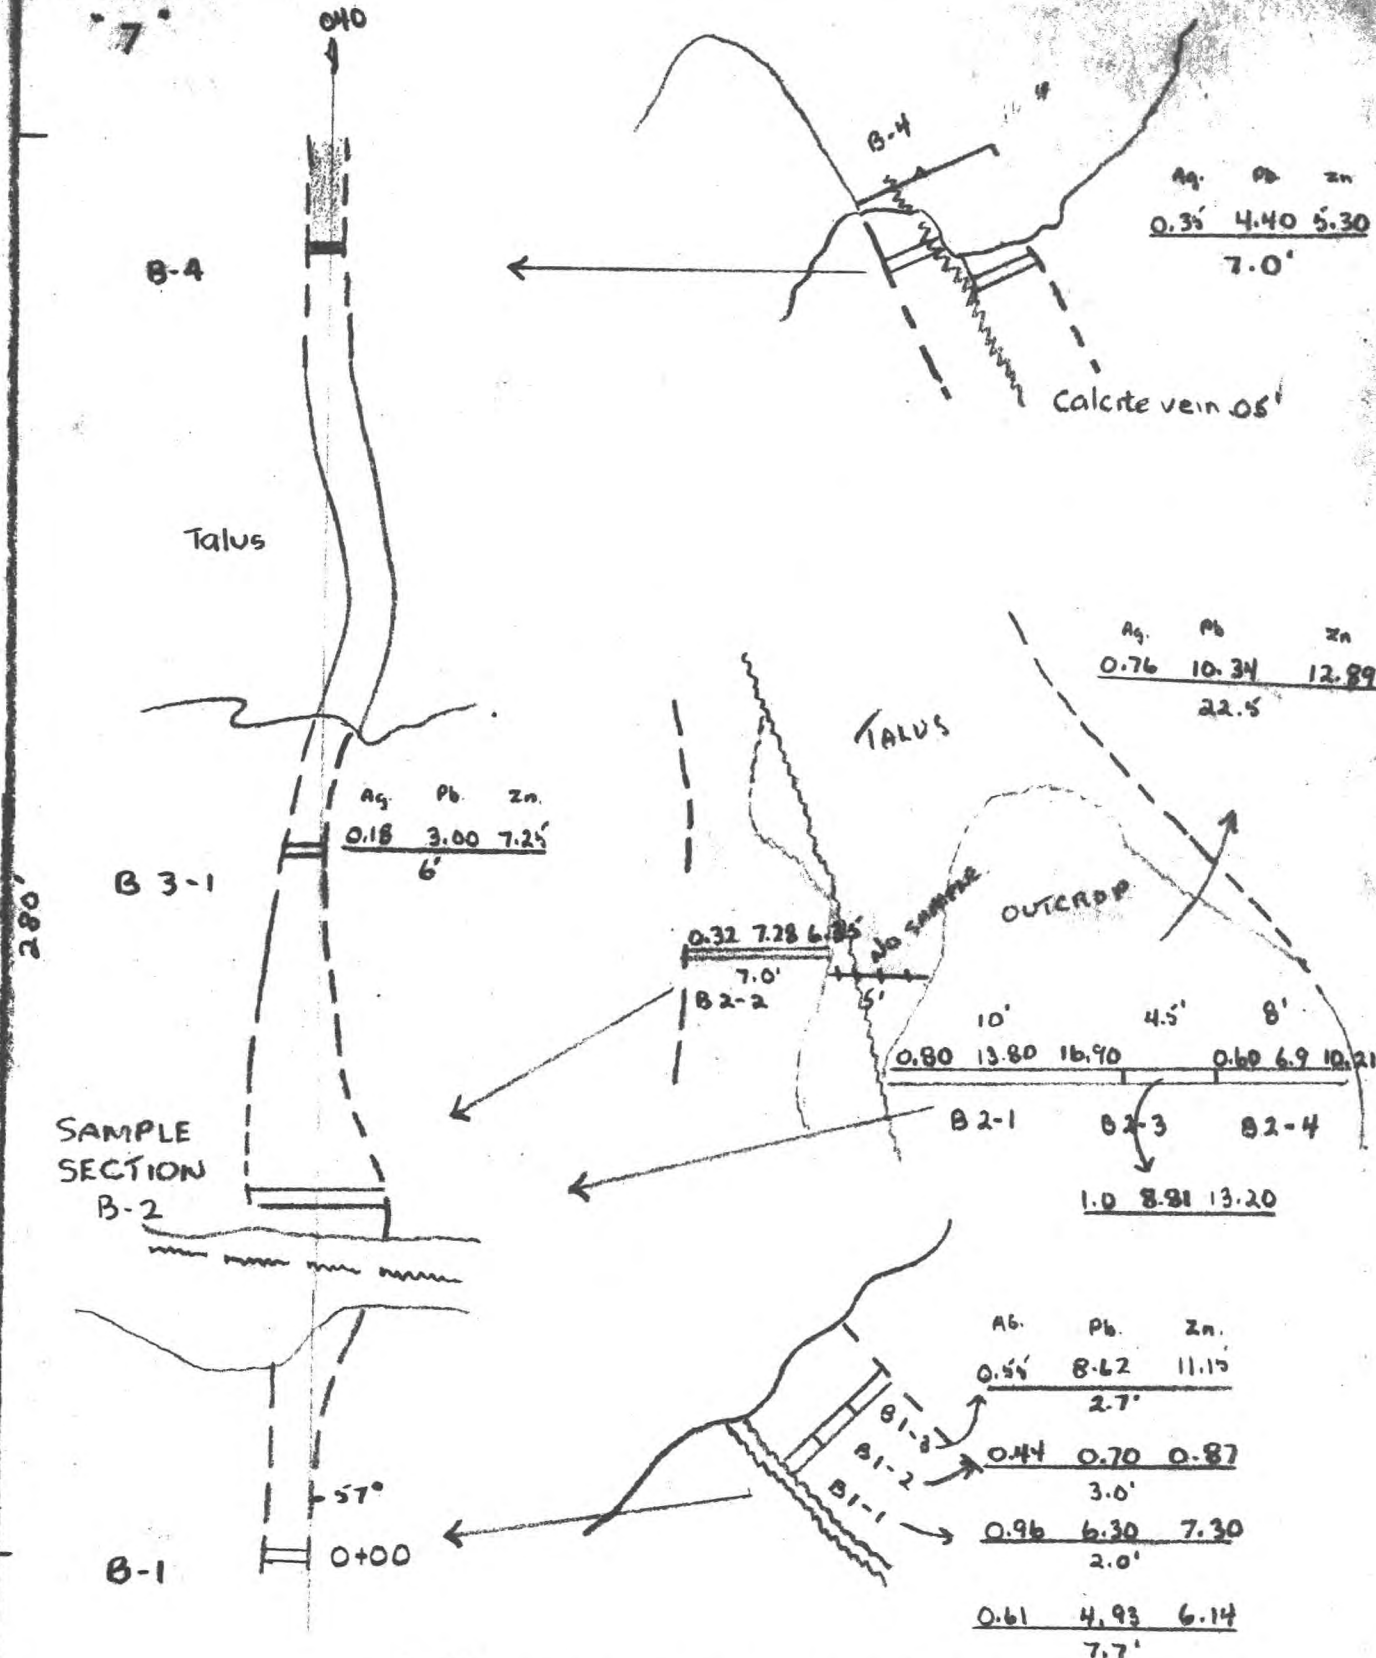 "7"
040
B-4
Ag. Pb Zn
0.35 4.40 5.30
7.0'
B-4
Calcite vein .05'
Talus
Ag. Pb Zn
0.76 10.34 12.89
22.5
TALUS
Ag. Pb. Zn.
0.18 3.00 7.25
6'
B 3-1
280'
NO SAMPLE
OUTCROP
0.32 7.28 6.85
7.0'
B2-2
5'
10' 4.5' 8'
0.80 13.80 16.90 0.60 6.9 10.21
B2-1 B2-3 B2-4
1.0 8.81 13.20
SAMPLE
SECTION
B-2
Ag. Pb. Zn.
0.55 8.62 11.15
2.7'
B1-3
0.44 0.70 0.87
3.0'
B1-2
B1-1
0.96 6.30 7.30
2.0'
0.61 4.93 6.14
7.7'
57°
0+00
B-1